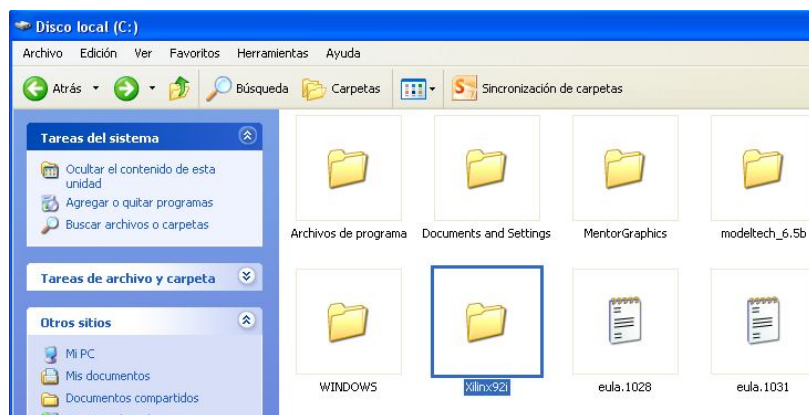 Disco local (C:)
Archivo Edición Ver Favoritos Herramientas Ayuda
Atrás Búsqueda Carpetas Sincronización de carpetas
Tareas del sistema
Ocultar el contenido de esta
unidad
Agregar o quitar programas
Buscar archivos o carpetas
Tareas de archivo y carpeta
Otros sitios
Mi PC
Mis documentos
Documentos compartidos
Archivos de programa Documents and Settings MentorGraphics modeltech_6.5b
WINDOWS Xilinx92i eula.1028 eula.1031